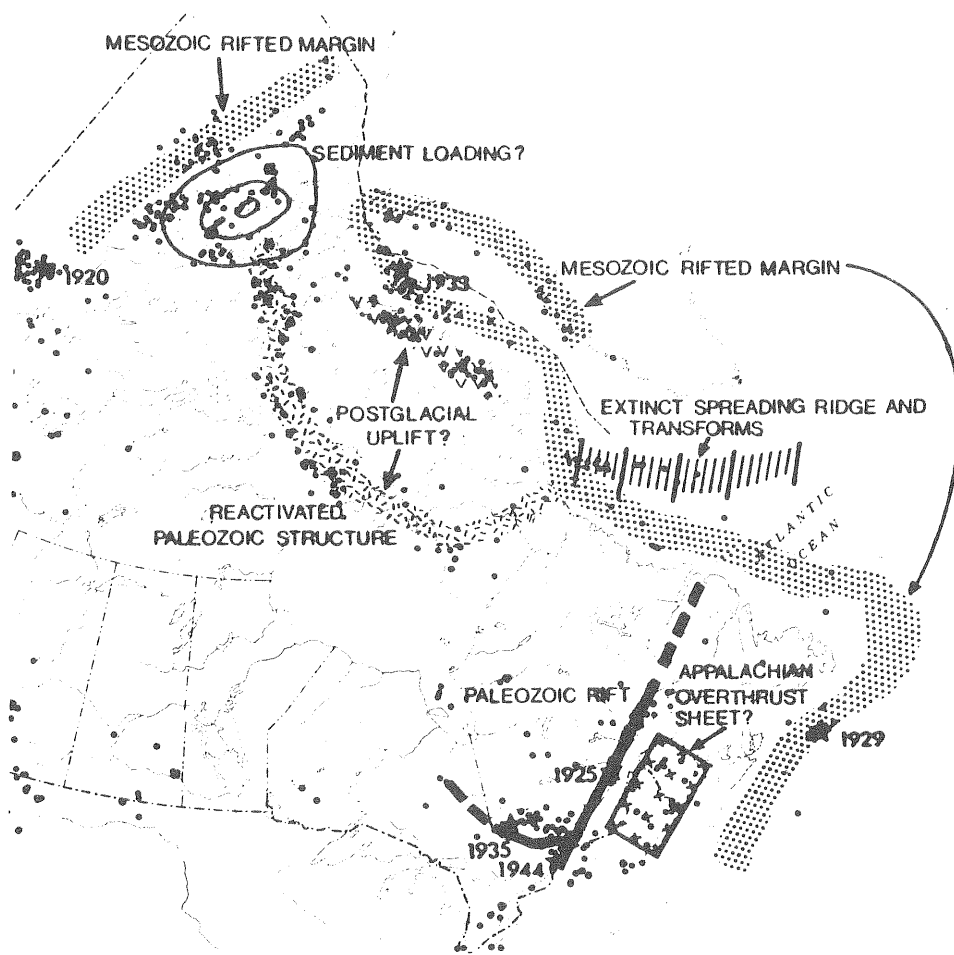 MESOZOIC RIFTED MARGIN
SEDIMENT LOADING?
1920
1933
MESOZOIC RIFTED MARGIN
POSTGLACIAL
UPLIFT?
EXTINCT SPREADING RIDGE AND
TRANSFORMS
REACTIVATED
PALEOZOIC STRUCTURE
ATLANTIC
OCEAN
PALEOZOIC RIFT
APPALACHIAN
OVERTHRUST
SHEET?
1929
1925
1935
1944